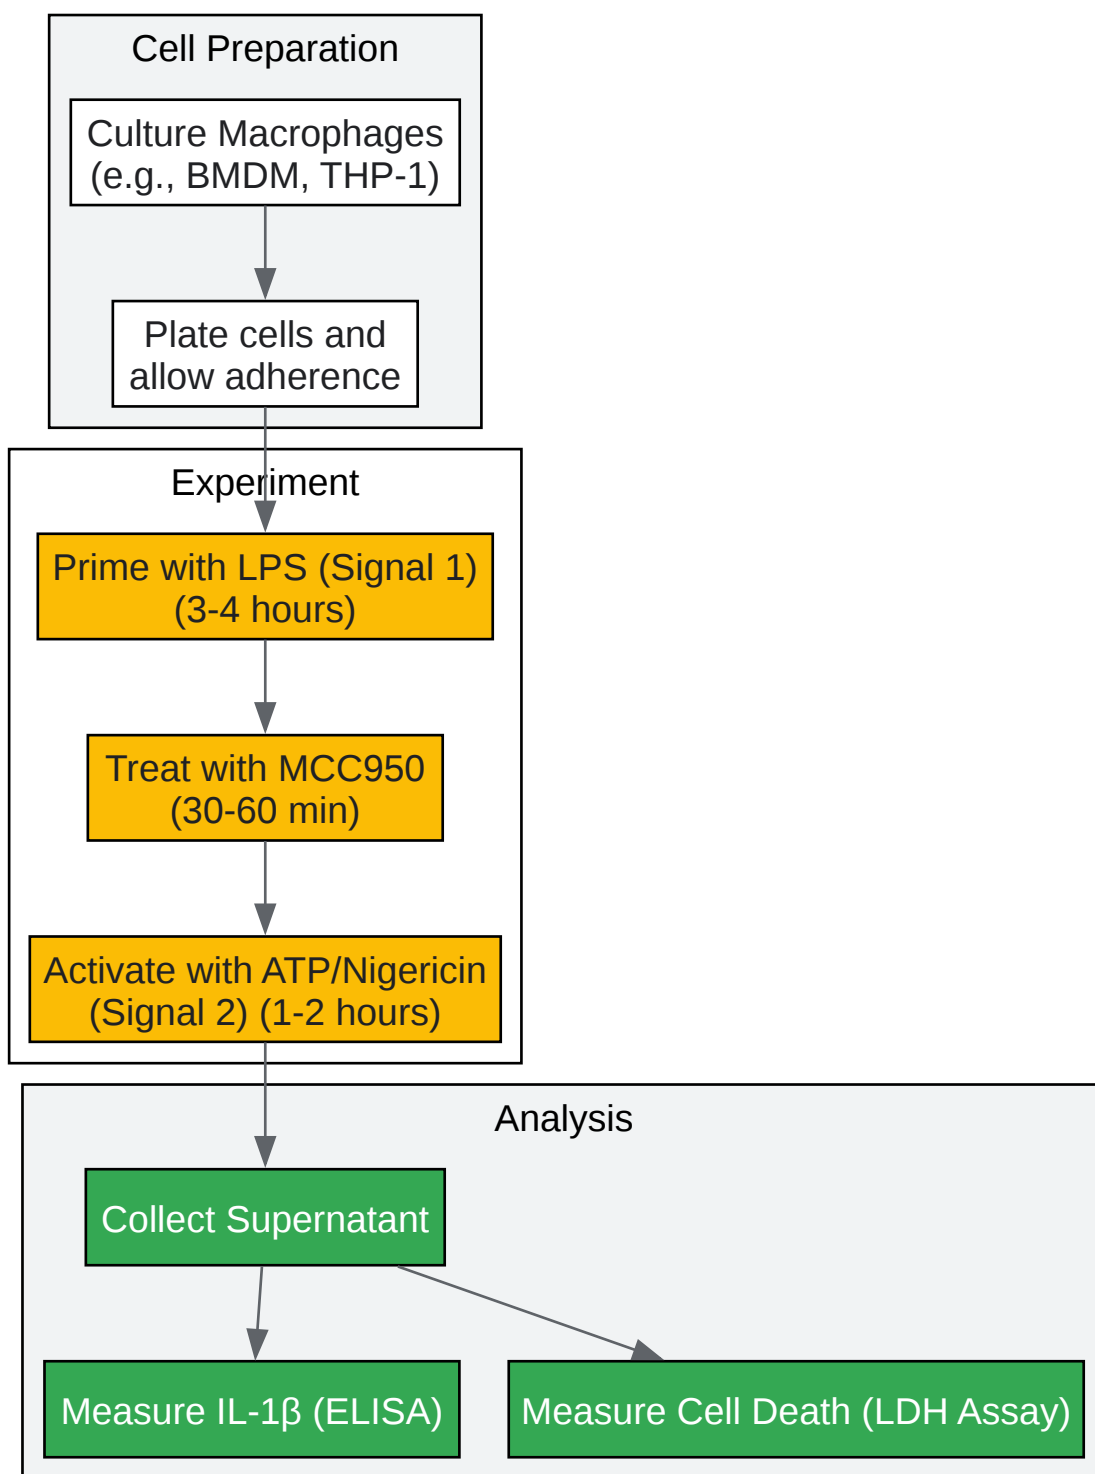 Cell Preparation
Culture Macrophages
(e.g., BMDM, THP-1)
Plate cells and
allow adherence
Experiment
Prime with LPS (Signal 1)
(3-4 hours)
Treat with MCC950
(30-60 min)
Activate with ATP/Nigericin
(Signal 2) (1-2 hours)
Analysis
Collect Supernatant
Measure IL-1β (ELISA)
Measure Cell Death (LDH Assay)